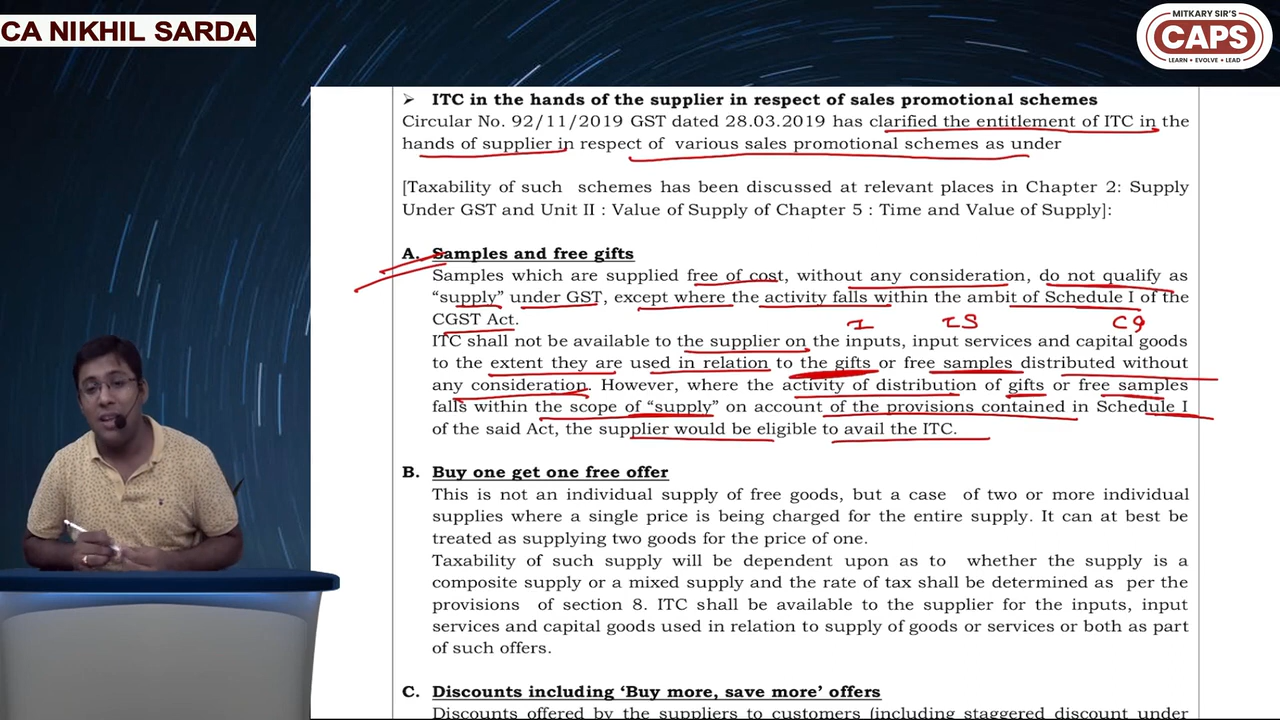 CA NIKHIL SARDA
MITKARY SIR'S
CAPS
LEARN • EVOLVE • LEAD
➢ ITC in the hands of the supplier in respect of sales promotional schemes
Circular No. 92/11/2019 GST dated 28.03.2019 has clarified the entitlement of ITC in the
hands of supplier in respect of various sales promotional schemes as under
[Taxability of such schemes has been discussed at relevant places in Chapter 2: Supply
Under GST and Unit II : Value of Supply of Chapter 5 : Time and Value of Supply]:
A. Samples and free gifts
Samples which are supplied free of cost, without any consideration, do not qualify as
“supply” under GST, except where the activity falls within the ambit of Schedule I of the
CGST Act.
I IS CG
ITC shall not be available to the supplier on the inputs, input services and capital goods
to the extent they are used in relation to the gifts or free samples distributed without
any consideration. However, where the activity of distribution of gifts or free samples
falls within the scope of “supply” on account of the provisions contained in Schedule I
of the said Act, the supplier would be eligible to avail the ITC.
B. Buy one get one free offer
This is not an individual supply of free goods, but a case of two or more individual
supplies where a single price is being charged for the entire supply. It can at best be
treated as supplying two goods for the price of one.
Taxability of such supply will be dependent upon as to whether the supply is a
composite supply or a mixed supply and the rate of tax shall be determined as per the
provisions of section 8. ITC shall be available to the supplier for the inputs, input
services and capital goods used in relation to supply of goods or services or both as part
of such offers.
C. Discounts including ‘Buy more, save more’ offers
Discounts offered by the suppliers to customers (including staggered discount under